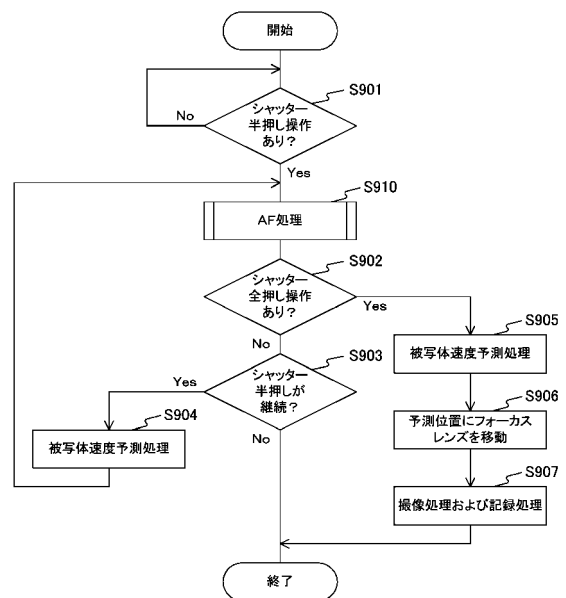 開始
S901
シャッター
半押し操作
あり?
No
Yes
S910
AF処理
S902
シャッター
全押し操作
あり?
Yes
No
S905
被写体速度予測処理
S903
シャッター
半押しが
継続?
Yes
No
S904
被写体速度予測処理
S906
予測位置にフォーカス
レンズを移動
S907
撮像処理および記録処理
終了